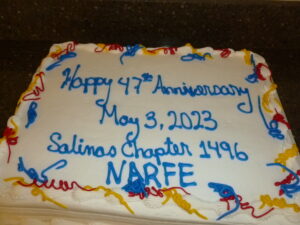 Happy 47th Anniversary
May 3, 2023
Salinas Chapter 1496
NARFE